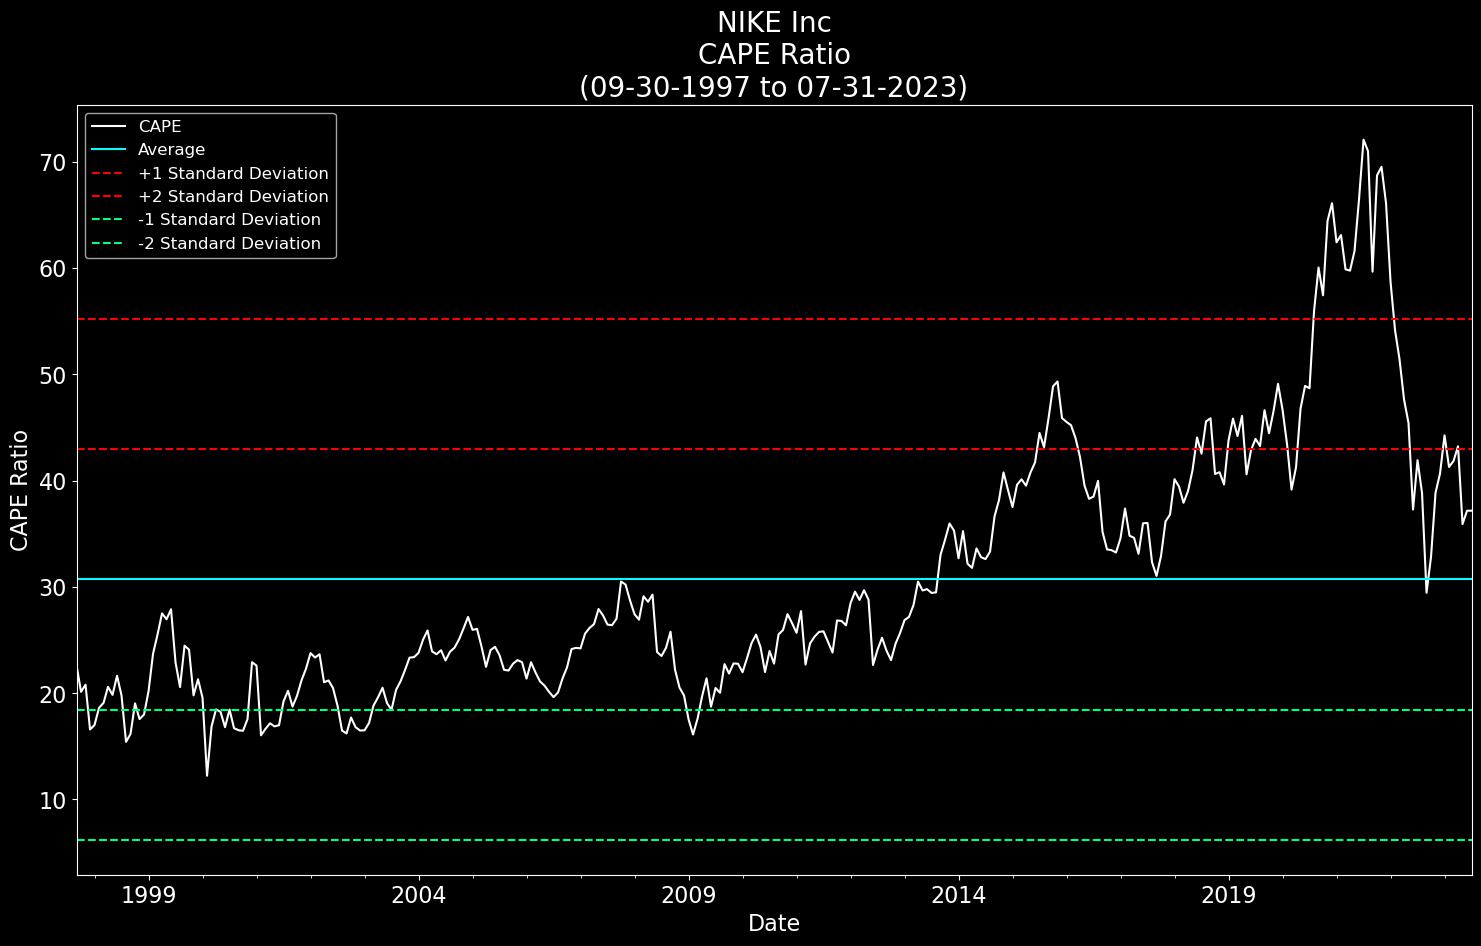 NIKE Inc
CAPE Ratio
(09-30-1997 to 07-31-2023)
CAPE
Average
+1 Standard Deviation
+2 Standard Deviation
-1 Standard Deviation
-2 Standard Deviation
70
60
50
40
30
20
10
CAPE Ratio
1999 2004 2009 2014 2019
Date